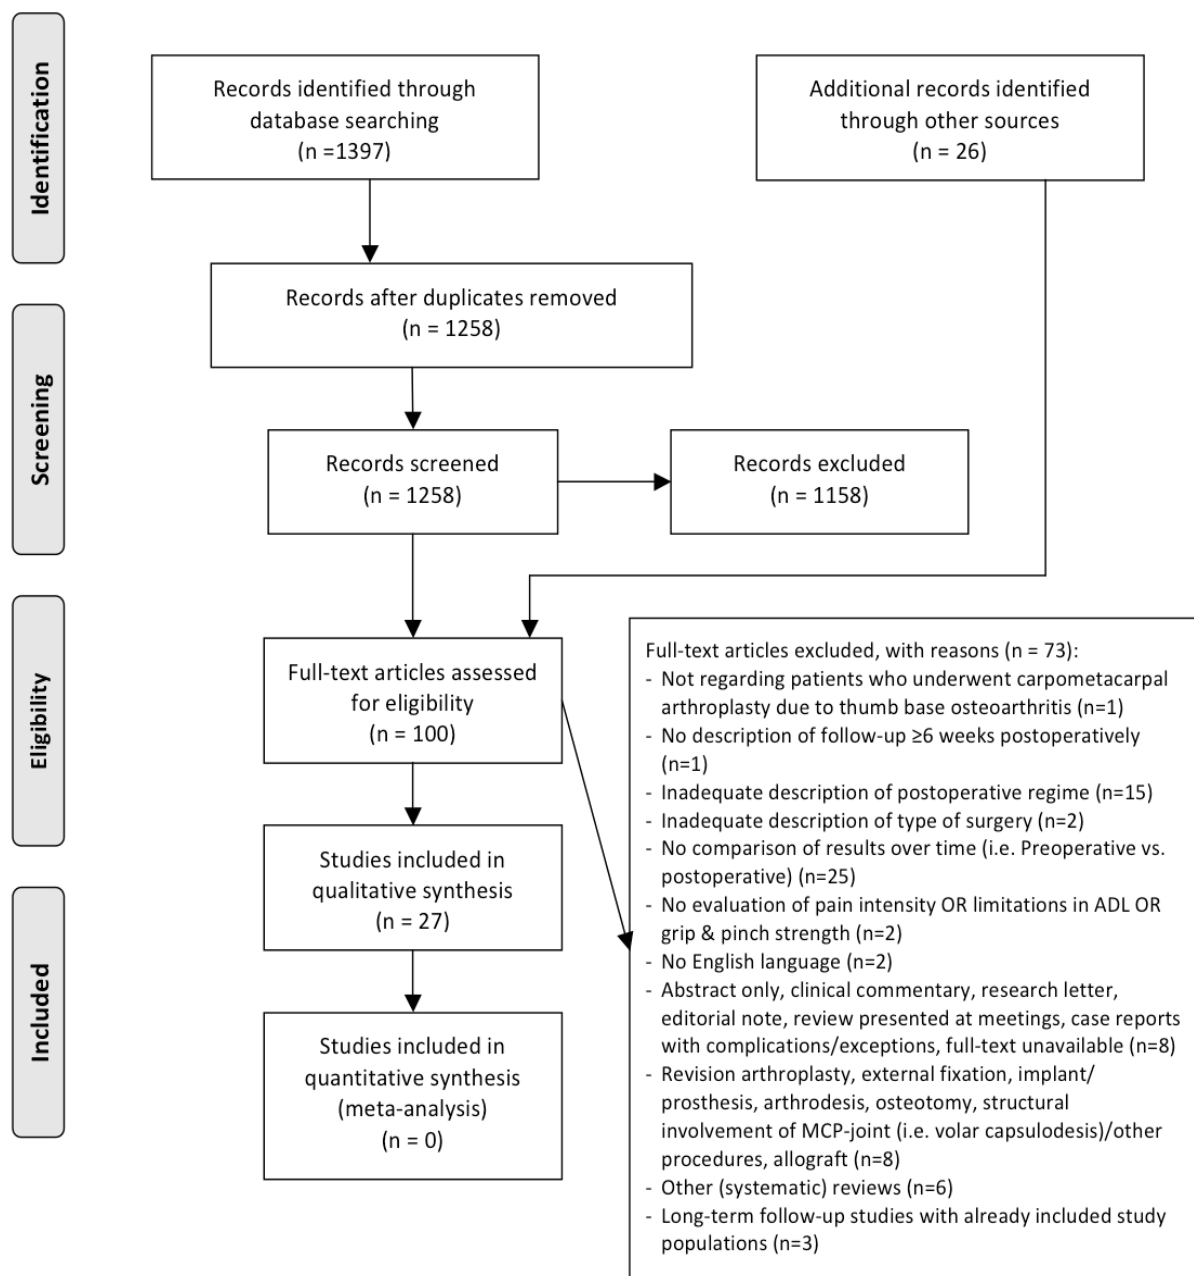 Identification
Records identified through
database searching
(n =1397)
Additional records identified
through other sources
(n = 26)
Records after duplicates removed
(n = 1258)
Screening
Records screened
(n = 1258)
Records excluded
(n = 1158)
Eligibility
Full-text articles assessed
for eligibility
(n = 100)
Full-text articles excluded, with reasons (n = 73):
- Not regarding patients who underwent carpometacarpal
arthroplasty due to thumb base osteoarthritis (n=1)
- No description of follow-up ≥6 weeks postoperatively
(n=1)
- Inadequate description of postoperative regime (n=15)
- Inadequate description of type of surgery (n=2)
- No comparison of results over time (i.e. Preoperative vs.
postoperative) (n=25)
- No evaluation of pain intensity OR limitations in ADL OR
grip & pinch strength (n=2)
- No English language (n=2)
- Abstract only, clinical commentary, research letter,
editorial note, review presented at meetings, case reports
with complications/exceptions, full-text unavailable (n=8)
- Revision arthroplasty, external fixation, implant/
prosthesis, arthrodesis, osteotomy, structural
involvement of MCP-joint (i.e. volar capsulodesis)/other
procedures, allograft (n=8)
- Other (systematic) reviews (n=6)
- Long-term follow-up studies with already included study
populations (n=3)
Studies included in
qualitative synthesis
(n = 27)
Included
Studies included in
quantitative synthesis
(meta-analysis)
(n = 0)